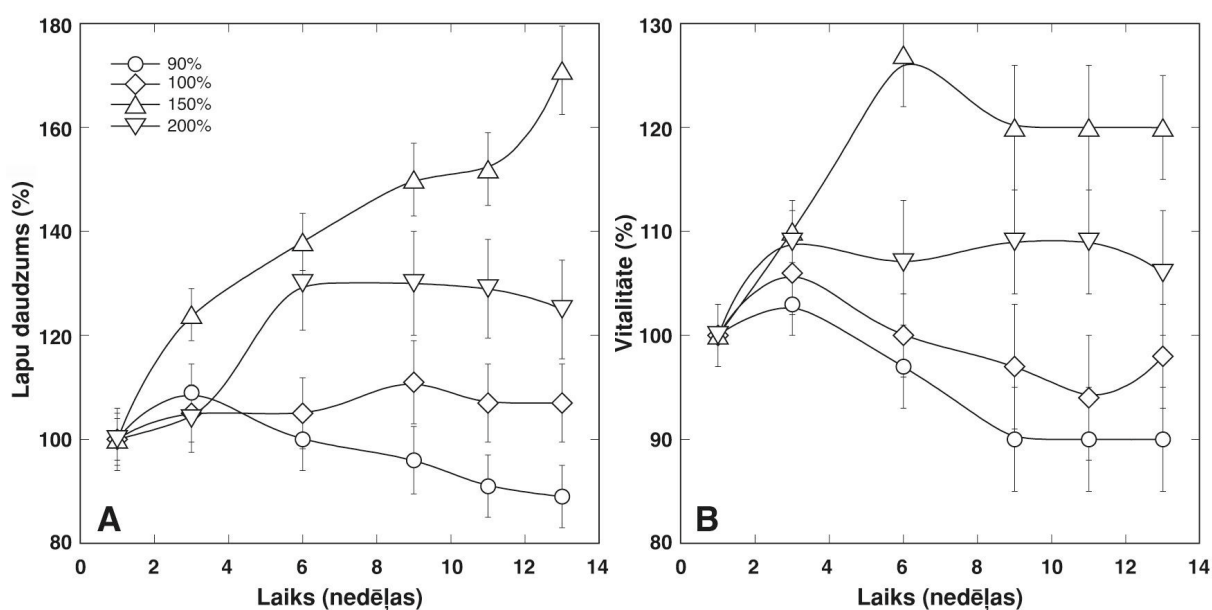 180
160
140
120
100
80
Lapu daudzums (%)
90%
100%
150%
200%
A
0 2 4 6 8 10 12 14
Laiks (nedēļas)
130
120
110
100
90
80
Vitalitāte (%)
B
0 2 4 6 8 10 12 14
Laiks (nedēļas)